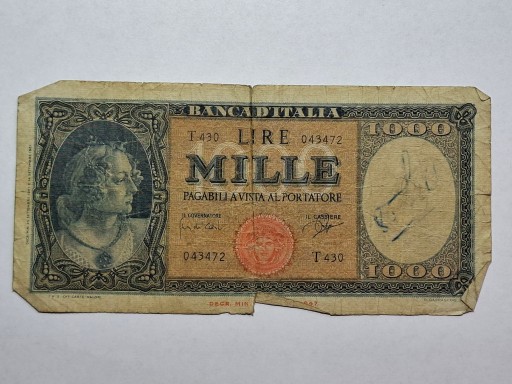 BANCA D'ITALIA
1000
T 430 LIRE 043472
MILLE
PAGABILI A VISTA AL PORTATORE
IL GOVERNATORE IL CASSIERE
043472 T 430
1000